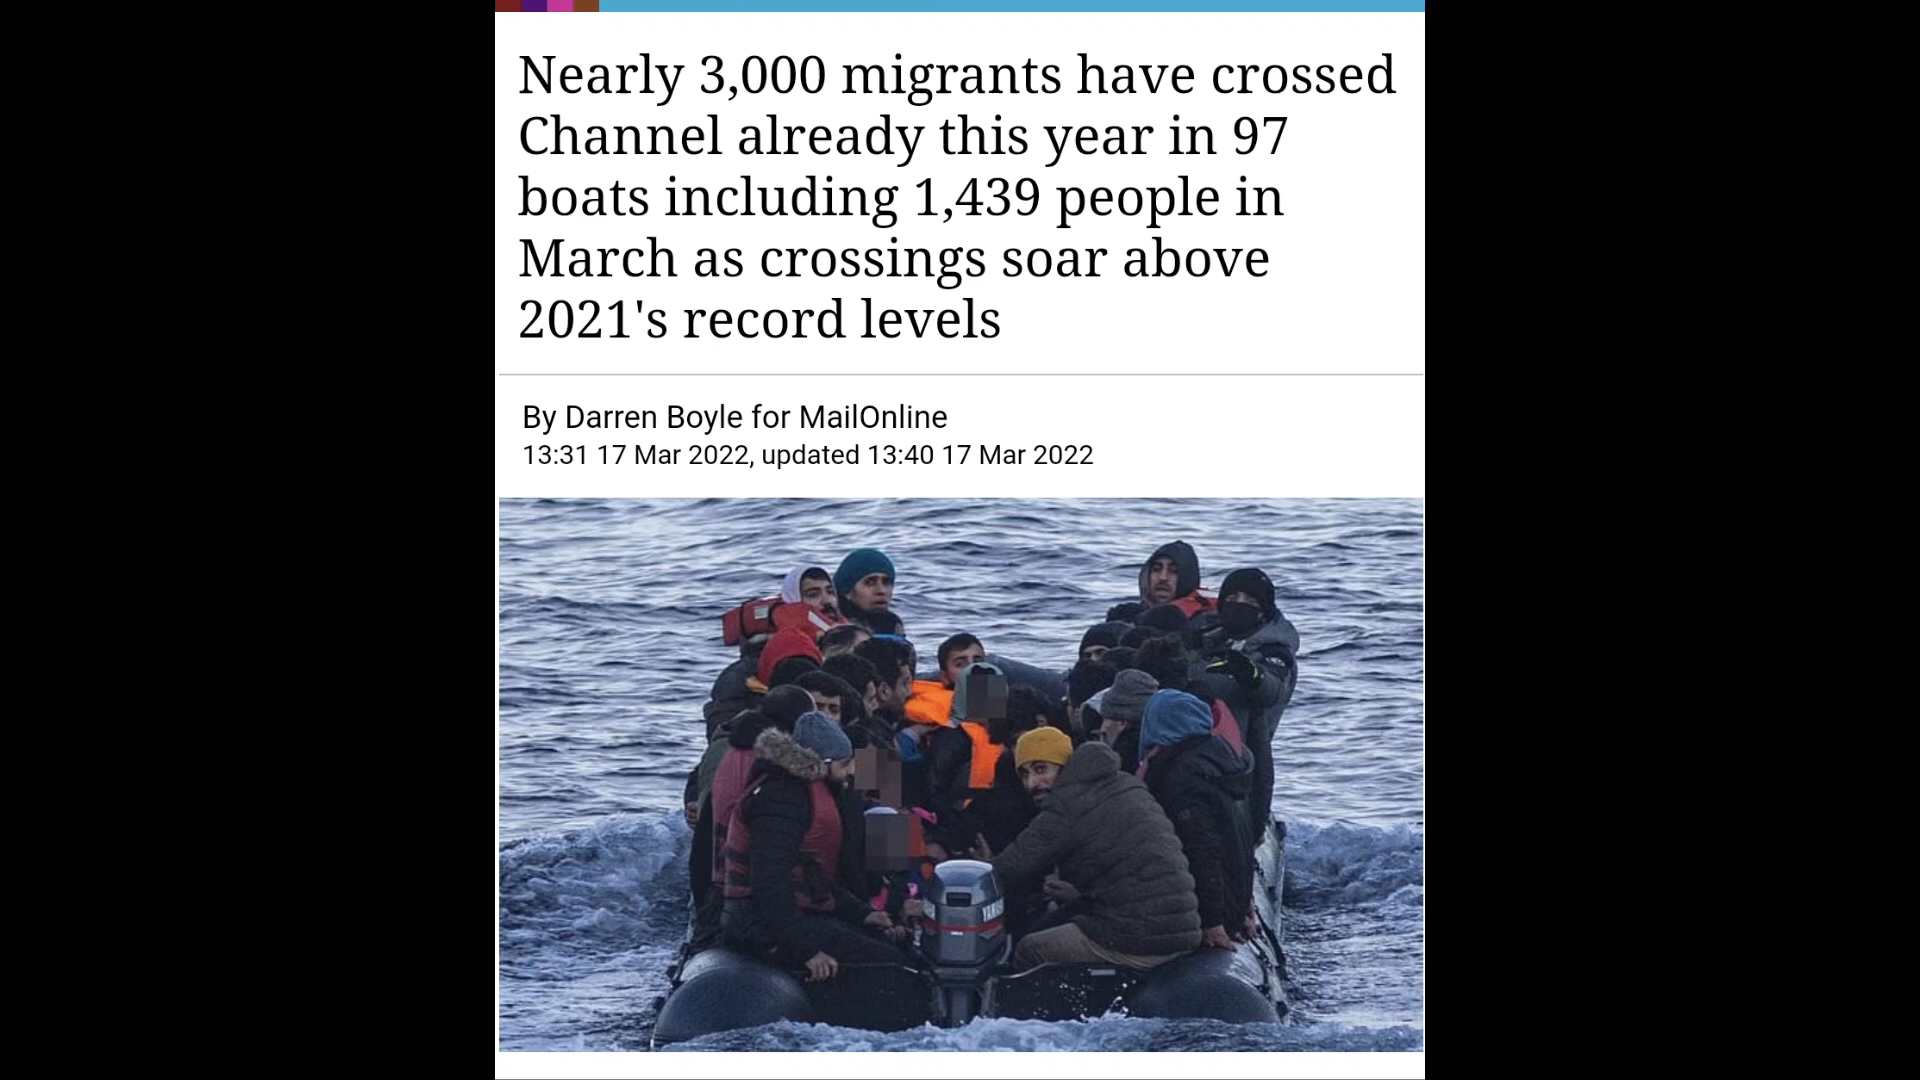 Nearly 3,000 migrants have crossed
Channel already this year in 97
boats including 1,439 people in
March as crossings soar above
2021's record levels
By Darren Boyle for MailOnline
13:31 17 Mar 2022, updated 13:40 17 Mar 2022